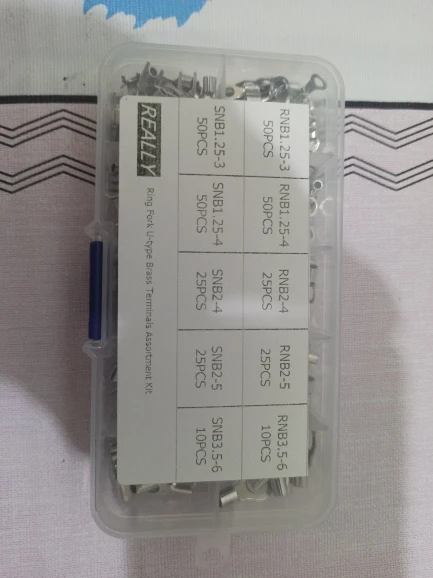 RNB1.25-3
50PCS
RNB1.25-4
50PCS
RNB2-4
25PCS
RNB2-5
25PCS
RNB3.5-6
10PCS
SNB1.25-3
50PCS
SNB1.25-4
50PCS
SNB2-4
25PCS
SNB2-5
25PCS
SNB3.5-6
10PCS
REALLY
Ring Fork U-type Brass Terminals Assortment Kit